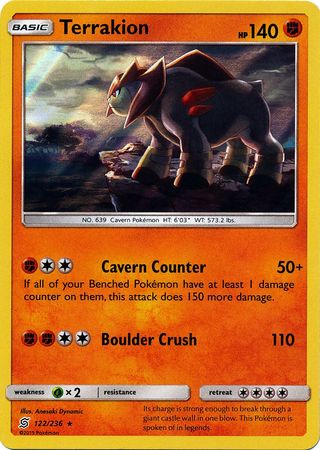 BASIC Terrakion HP 140
NO. 639 Cavern Pokémon HT: 6'03" WT: 573.2 lbs.
Cavern Counter 50+
If all of your Benched Pokémon have at least 1 damage
counter on them, this attack does 150 more damage.
Boulder Crush 110
weakness ×2 resistance retreat
Illus. Anesaki Dynamic
122/236 ★
©2019 Pokémon
Its charge is strong enough to break through a
giant castle wall in one blow. This Pokémon is
spoken of in legends.